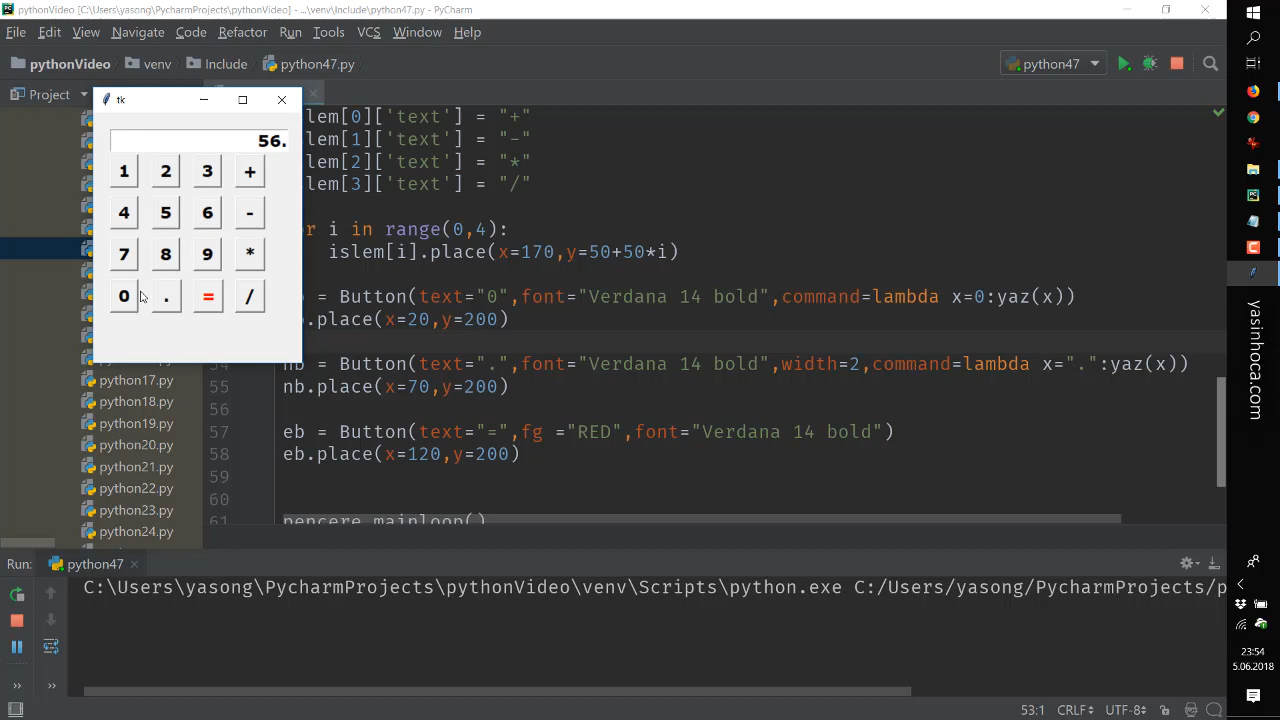 pythonVideo [C:\Users\yasong\PycharmProjects\pythonVideo] - ...\venv\Include\python47.py - PyCharm
File Edit View Navigate Code Refactor Run Tools VCS Window Help
pythonVideo venv Include python47.py python47
Project
tk
56.
1 2 3 +
4 5 6 -
7 8 9 *
0 . = /
lem[0]['text'] = "+"
lem[1]['text'] = "-"
lem[2]['text'] = "*"
lem[3]['text'] = "/"
r i in range(0,4):
islem[i].place(x=170,y=50+50*i)
= Button(text="0",font="Verdana 14 bold",command=lambda x=0:yaz(x))
.place(x=20,y=200)
= Button(text=".",font="Verdana 14 bold",width=2,command=lambda x=".":yaz(x))
55 nb.place(x=70,y=200)
56
57 eb = Button(text="=",fg ="RED",font="Verdana 14 bold")
58 eb.place(x=120,y=200)
59
60
61 pencere.mainloop()
python17.py
python18.py
python19.py
python20.py
python21.py
python22.py
python23.py
python24.py
Run: python47
C:\Users\yasong\PycharmProjects\pythonVideo\venv\Scripts\python.exe C:/Users/yasong/PycharmProjects/p
53:1 CRLF UTF-8
yasinhoca.com
23:54
5.06.2018